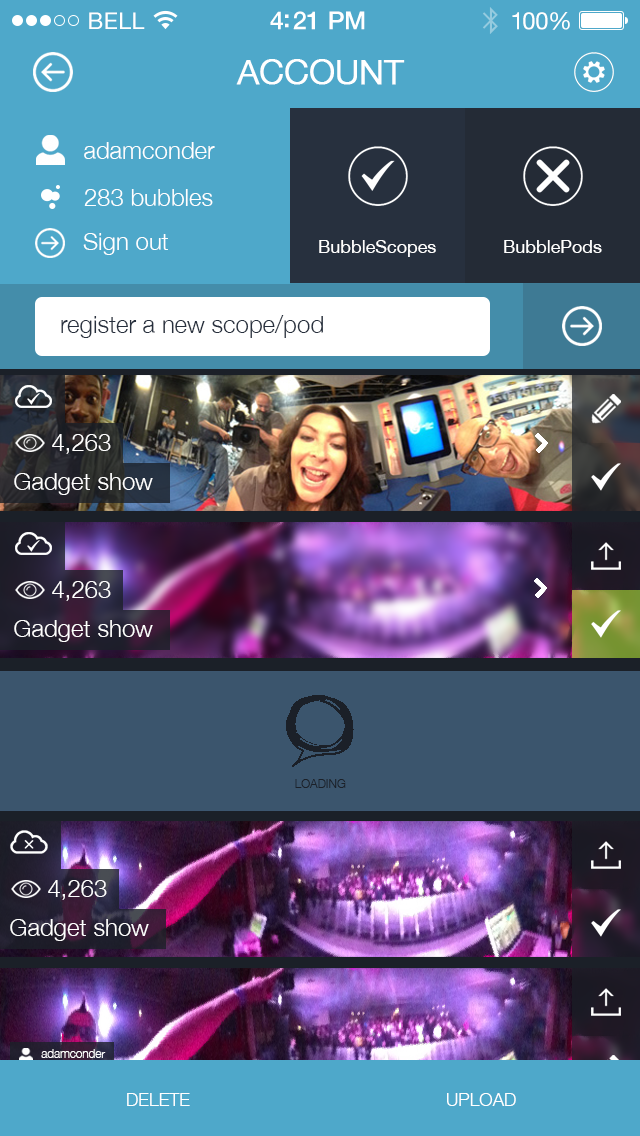 BELL 4:21 PM 100%
ACCOUNT
adamconder
283 bubbles
Sign out
BubbleScopes
BubblePods
register a new scope/pod
4,263
Gadget show
4,263
Gadget show
LOADING
4,263
Gadget show
adamconder
DELETE
UPLOAD